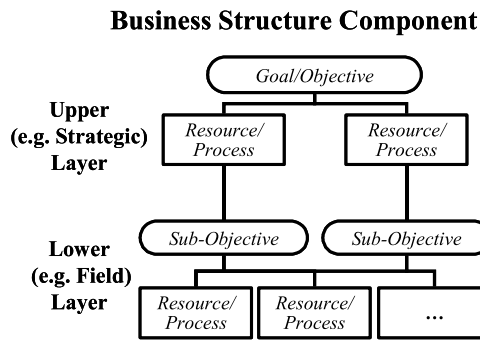 Business Structure Component
Goal/Objective
Upper
(e.g. Strategic)
Layer
Resource/
Process
Resource/
Process
Lower
(e.g. Field)
Layer
Sub-Objective
Sub-Objective
Resource/
Process
Resource/
Process
...